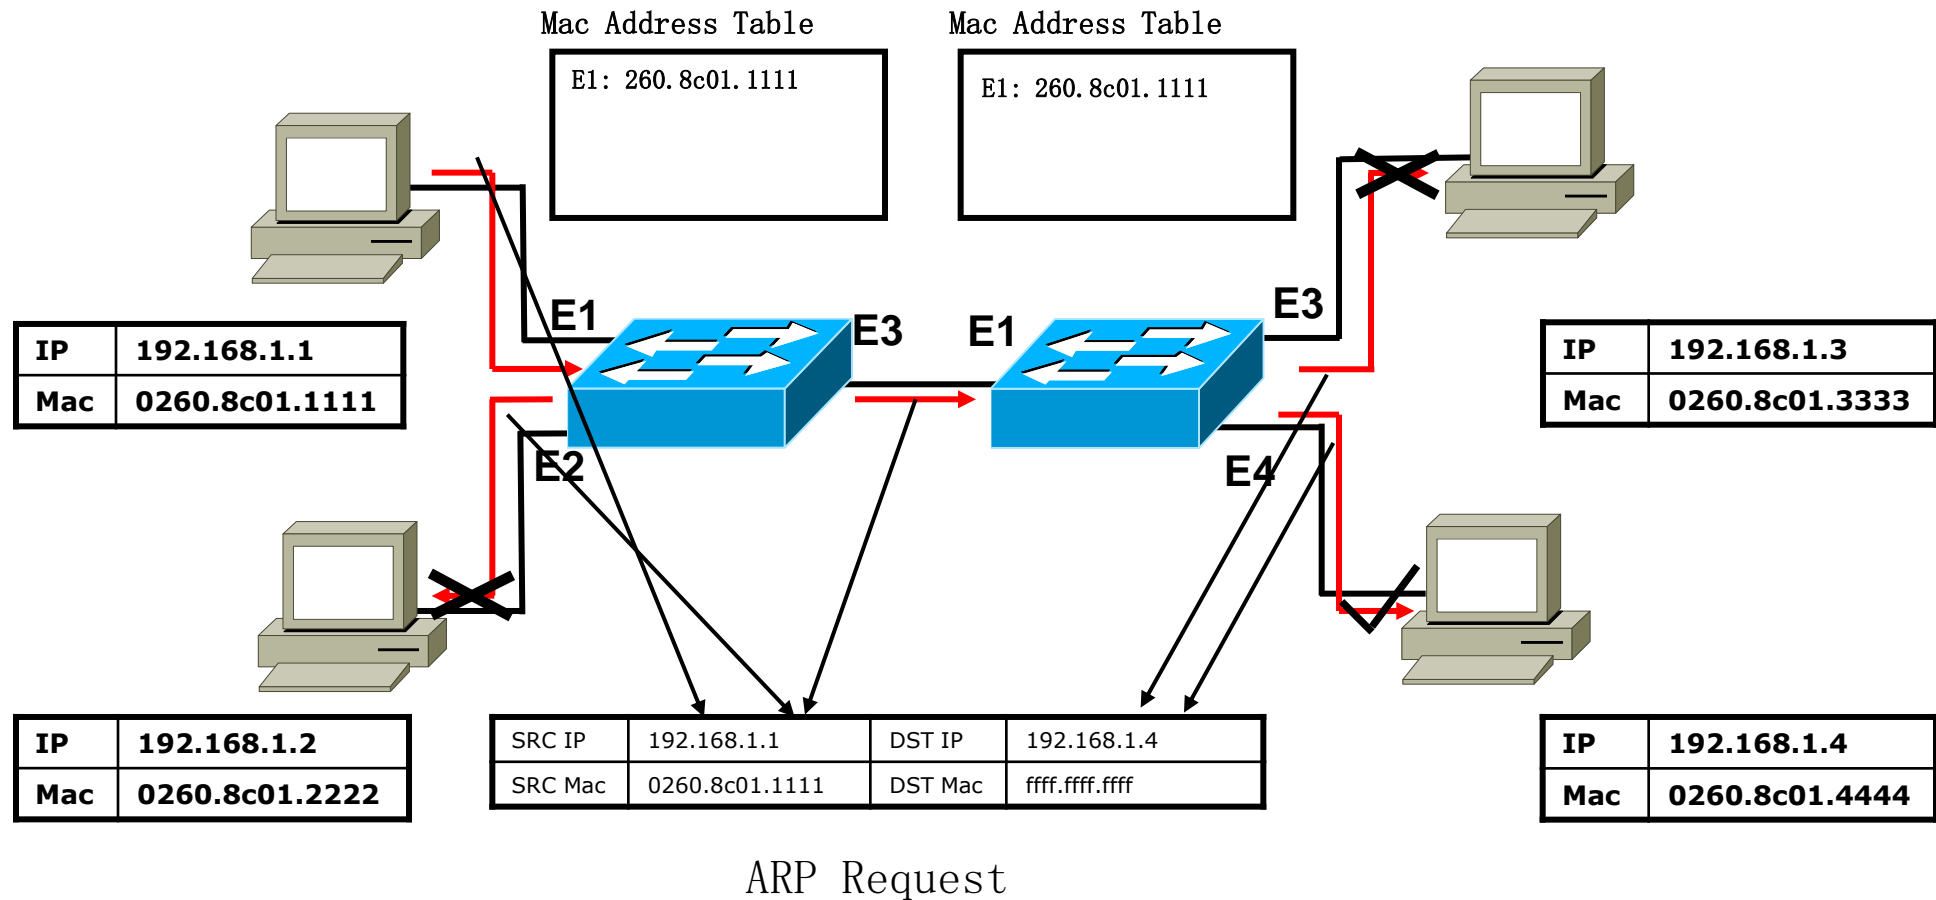 Mac Address Table
Mac Address Table
E1: 260.8c01.1111
E1: 260.8c01.1111
E1
E3
E1
E3
E2
E4
IP 192.168.1.1
Mac 0260.8c01.1111
IP 192.168.1.3
Mac 0260.8c01.3333
IP 192.168.1.2
Mac 0260.8c01.2222
SRC IP 192.168.1.1 DST IP 192.168.1.4
SRC Mac 0260.8c01.1111 DST Mac ffff.ffff.ffff
IP 192.168.1.4
Mac 0260.8c01.4444
ARP Request